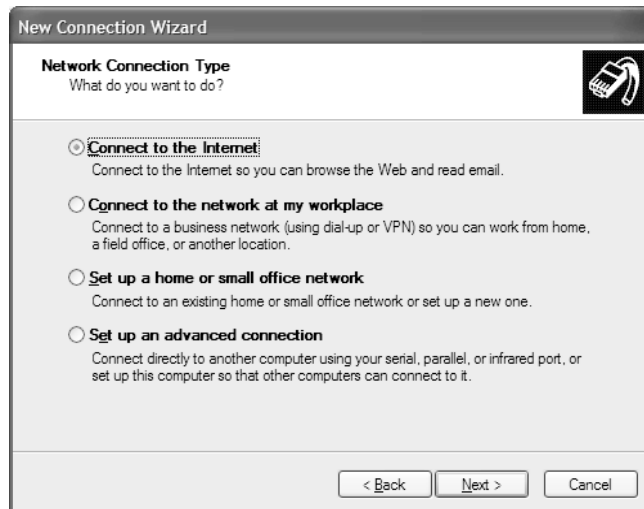 New Connection Wizard
Network Connection Type
What do you want to do?
Connect to the Internet
Connect to the Internet so you can browse the Web and read email.
Connect to the network at my workplace
Connect to a business network (using dial-up or VPN) so you can work from home,
a field office, or another location.
Set up a home or small office network
Connect to an existing home or small office network or set up a new one.
Set up an advanced connection
Connect directly to another computer using your serial, parallel, or infrared port, or
set up this computer so that other computers can connect to it.
< Back Next > Cancel